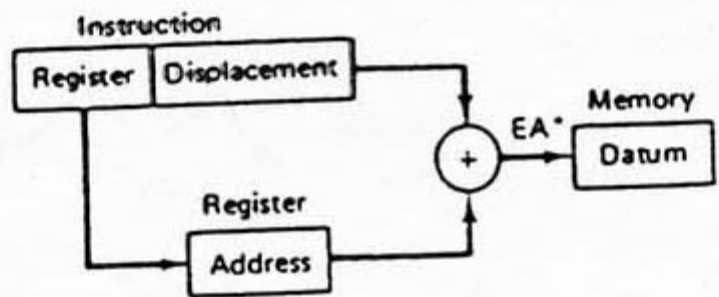 Instruction
Register
Displacement
Memory
EA*
+
Datum
Register
Address